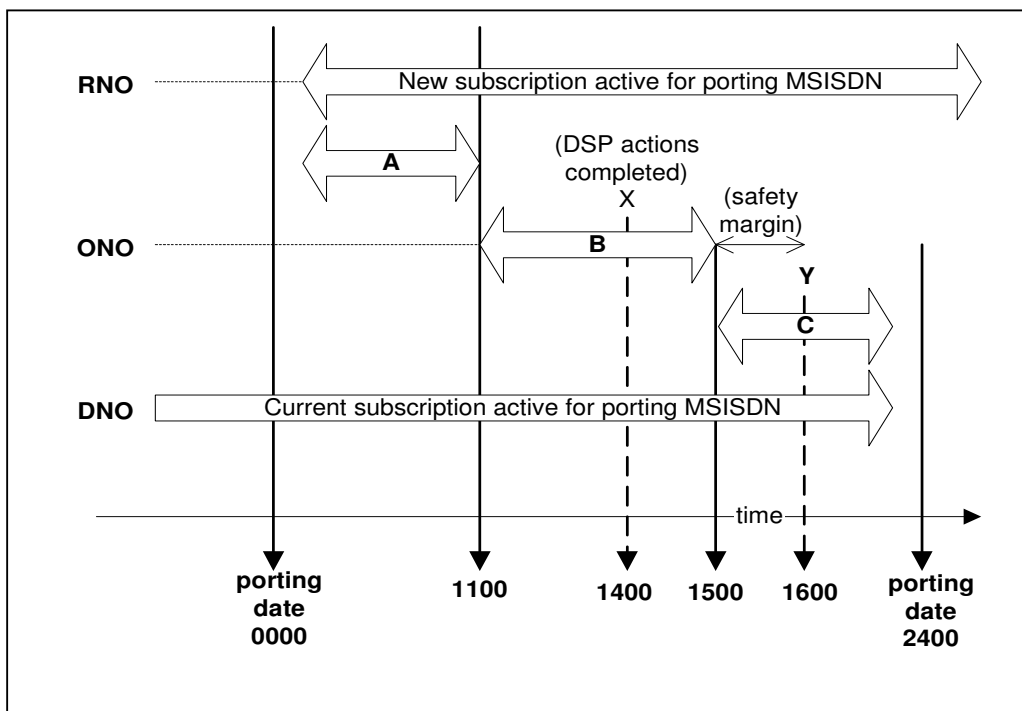 RNO
New subscription active for porting MSISDN
A
(DSP actions
completed)
X
(safety
margin)
ONO
B
Y
C
DNO
Current subscription active for porting MSISDN
time
porting
date
0000
1100
1400
1500
1600
porting
date
2400